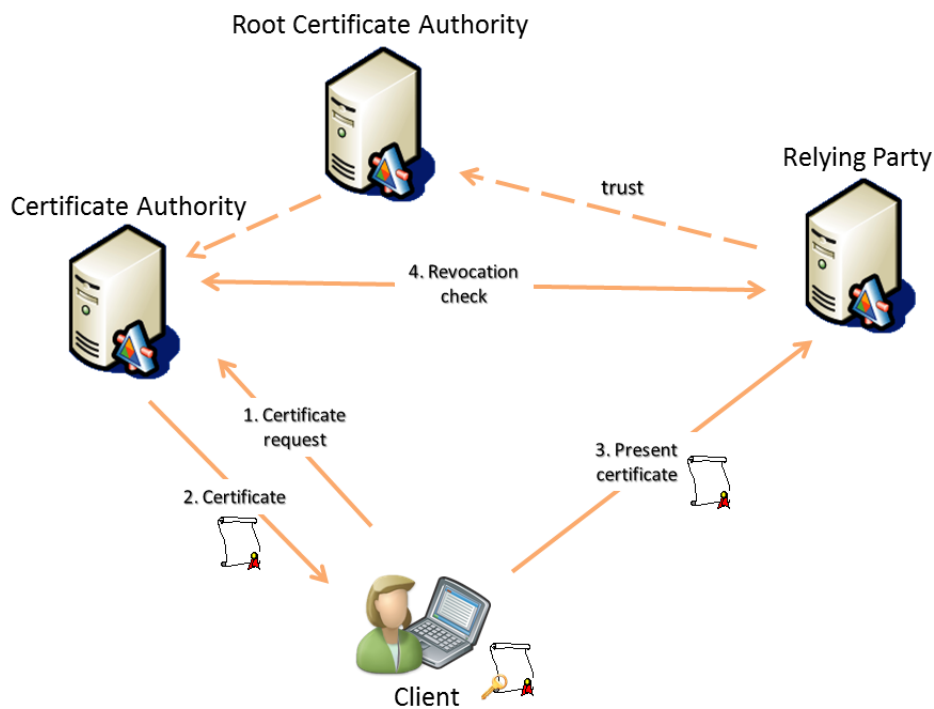 Root Certificate Authority
Relying Party
trust
Certificate Authority
4. Revocation
check
1. Certificate
request
3. Present
certificate
2. Certificate
Client